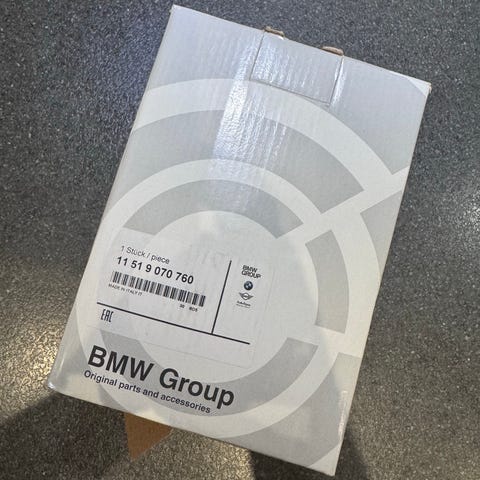 1 Stück / piece
11 51 9 070 760
MADE IN ITALY IT
BMW
GROUP
EAC
BMW Group
Original parts and accessories